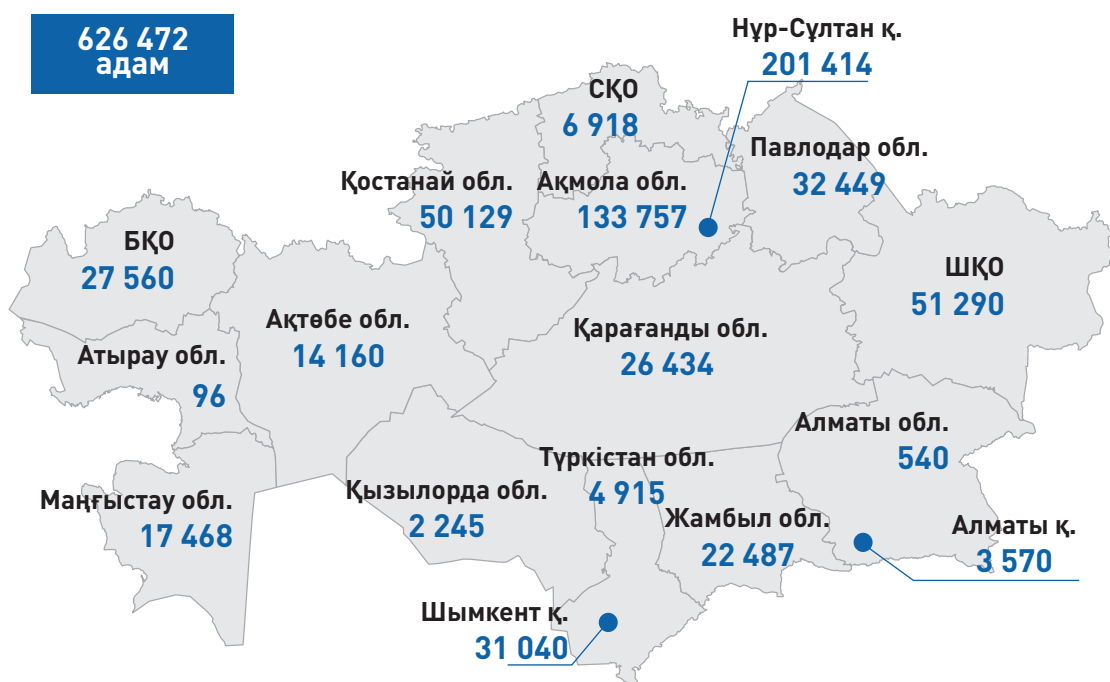 626 472
адам
Нұр-Сұлтан қ.
201 414
СҚО
6 918
Павлодар обл.
32 449
Қостанай обл.
50 129
Ақмола обл.
133 757
БҚО
27 560
ШҚО
51 290
Ақтөбе обл.
14 160
Қарағанды обл.
26 434
Атырау обл.
96
Алматы обл.
540
Түркістан обл.
4 915
Маңғыстау обл.
17 468
Қызылорда обл.
2 245
Жамбыл обл.
22 487
Алматы қ.
3 570
Шымкент қ.
31 040